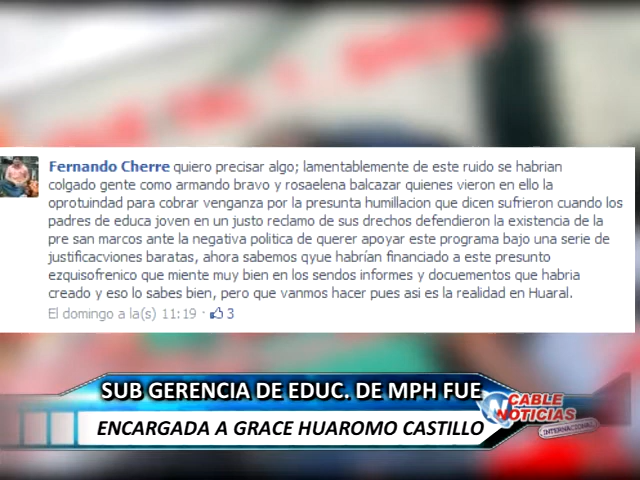 Fernando Cherre quiero precisar algo; lamentablemente de este ruido se habrian
colgado gente como armando bravo y rosaelena balcazar quienes vieron en ello la
oprotuindad para cobrar venganza por la presunta humillacion que dicen sufrieron cuando los
padres de educa joven en un justo reclamo de sus drechos defendieron la existencia de la
pre san marcos ante la negativa politica de querer apoyar este programa bajo una serie de
justificacviones baratas, ahora sabemos qyue habrían financiado a este presunto
ezquisofrenico que miente muy bien en los sendos informes y docuementos que habria
creado y eso lo sabes bien, pero que vanmos hacer pues asi es la realidad en Huaral.
El domingo a la(s) 11:19 · 3
SUB GERENCIA DE EDUC. DE MPH FUE
ENCARGADA A GRACE HUAROMO CASTILLO
CABLE
NOTICIAS
INTERNACIONAL